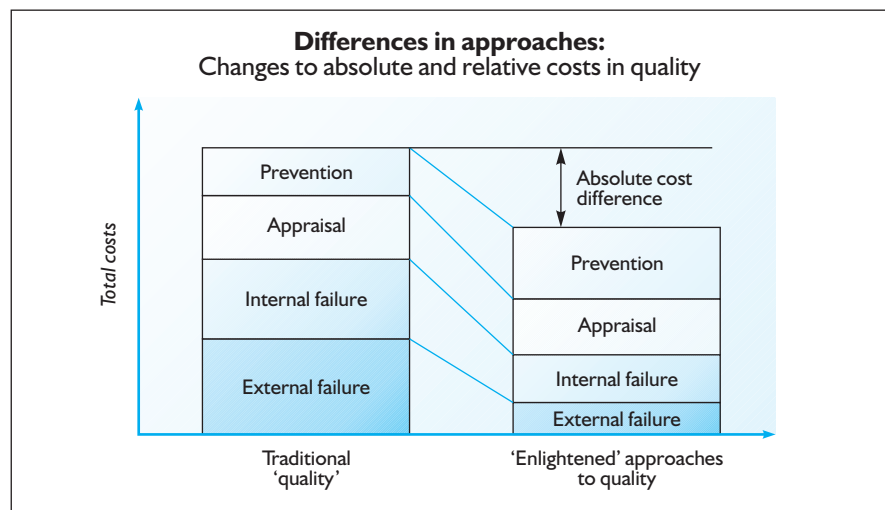 Differences in approaches:
Changes to absolute and relative costs in quality
Total costs
Prevention
Appraisal
Internal failure
External failure
Absolute cost
difference
Prevention
Appraisal
Internal failure
External failure
Traditional
‘quality’
‘Enlightened’ approaches
to quality